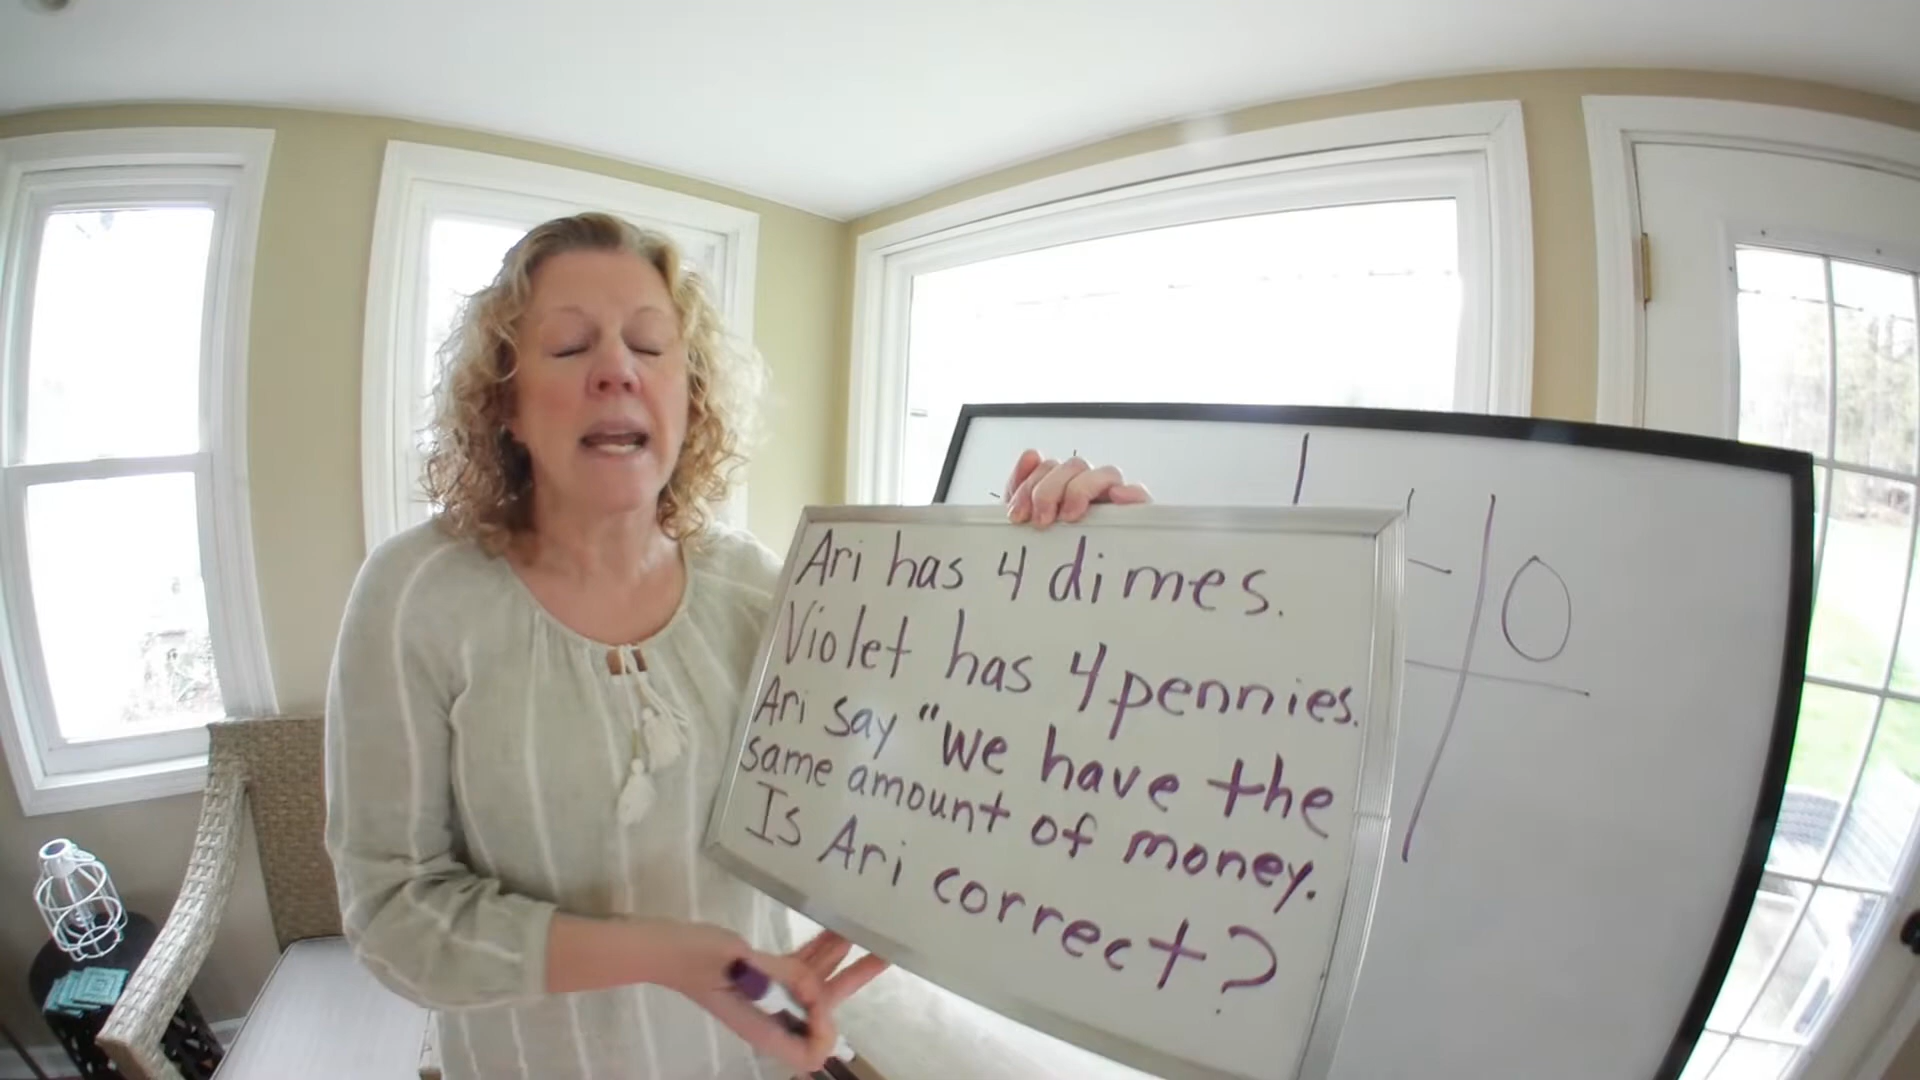 Ari has 4 dimes.
Violet has 4 pennies.
Ari say "We have the
same amount of money.
Is Ari correct?
0